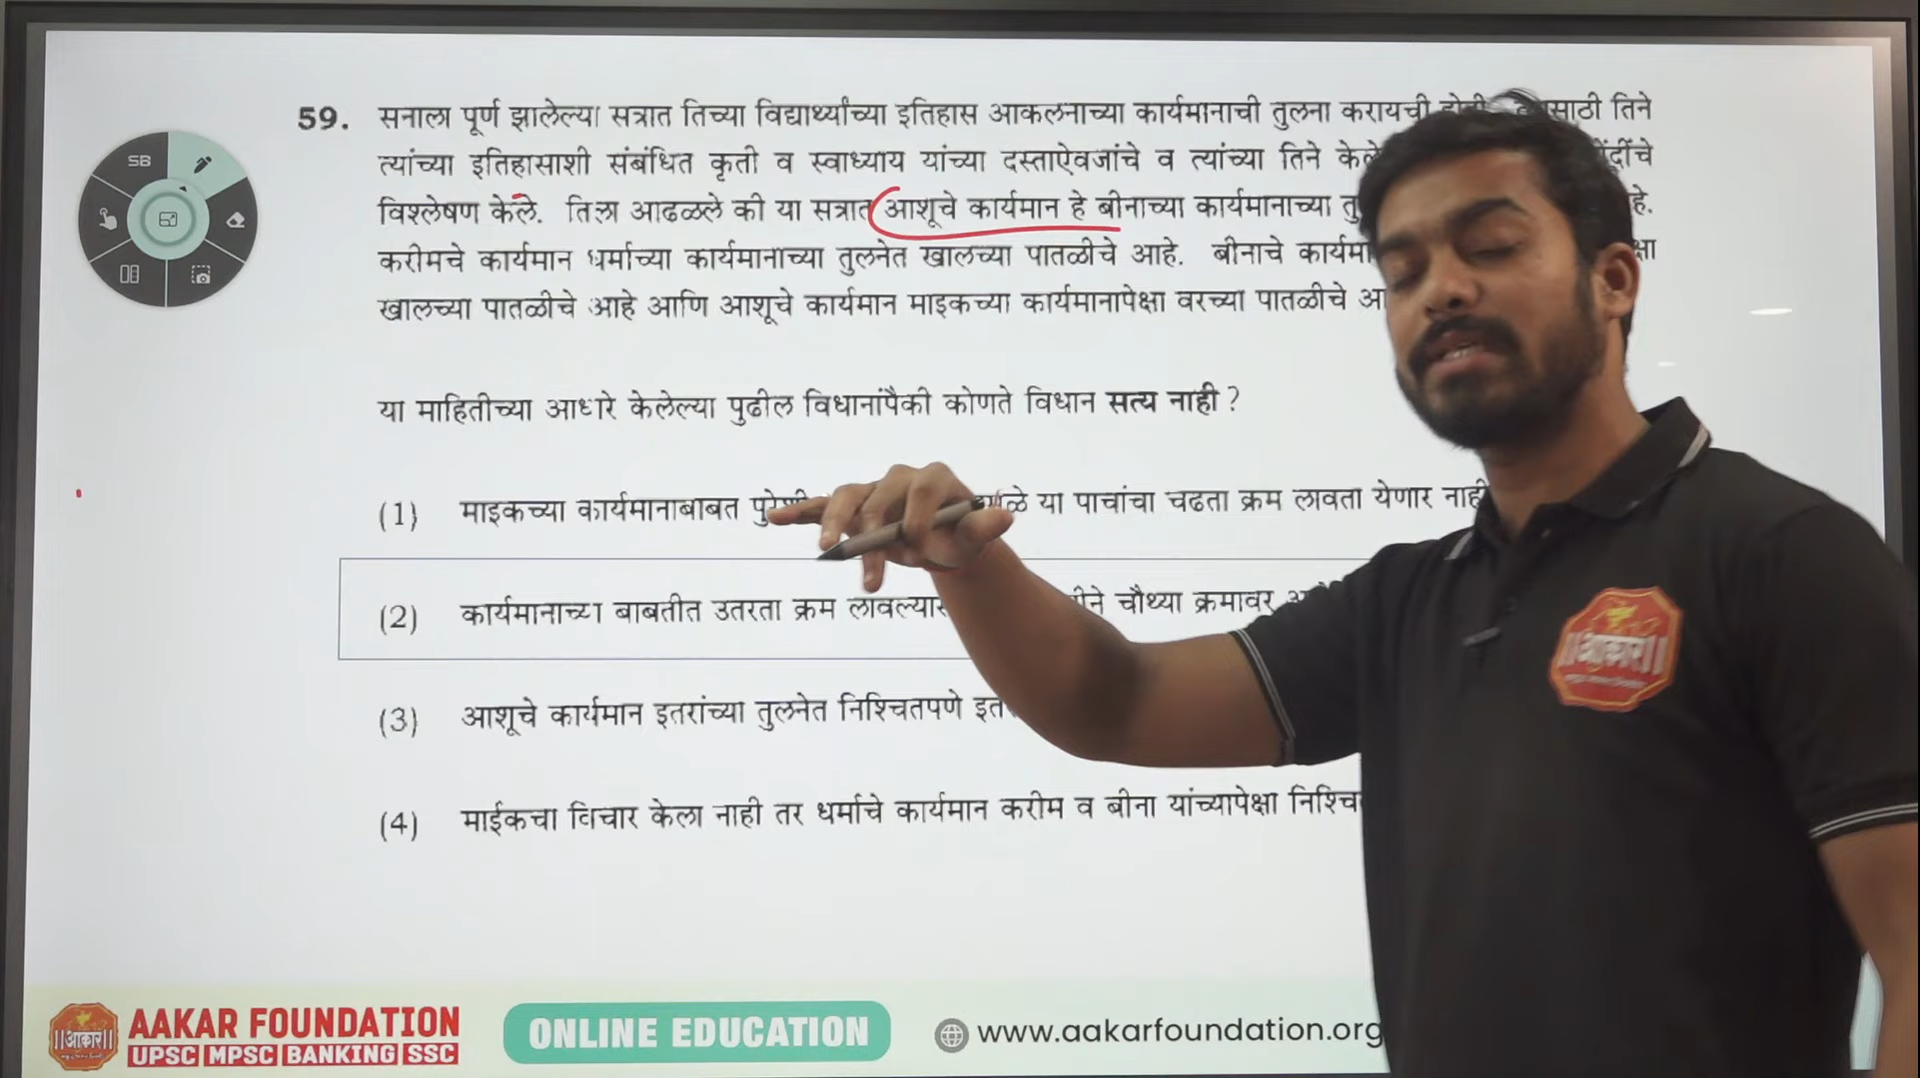 SB
59. सनाला पूर्ण झालेल्या सत्रात तिच्या विद्यार्थ्यांच्या इतिहास आकलनाच्या कार्यमानाची तुलना करायची तिने
त्यांच्या इतिहासाशी संबंधित कृती व स्वाध्याय यांच्या दस्ताऐवजांचे व त्यांच्या तिने
विश्लेषण केले. तिला आढळले की या सत्रात आशूचे कार्यमान हे बीनाच्या कार्यमानाच्या
करीमचे कार्यमान धर्माच्या कार्यमानाच्या तुलनेत खालच्या पातळीचे आहे. बीनाचे
खालच्या पातळीचे आहे आणि आशूचे कार्यमान माइकच्या कार्यमानापेक्षा वरच्या पातळीचे
या माहितीच्या आधारे केलेल्या पुढील विधानांपैकी कोणते विधान सत्य नाही ?
(1) माइकच्या कार्यमानाबाबत या पाचांचा चढता क्रम लावता येणार नाही
(2) कार्यमानाच्या बाबतीत उतरता क्रम चौथ्या क्रमावर
(3) आशूचे कार्यमान इतरांच्या तुलनेत निश्चितपणे
(4) माईकचा विचार केला नाही तर धर्माचे कार्यमान करीम व बीना यांच्यापेक्षा
||आकार||
||आकार||
AAKAR FOUNDATION
UPSC MPSC BANKING SSC
ONLINE EDUCATION
www.aakarfoundation.org